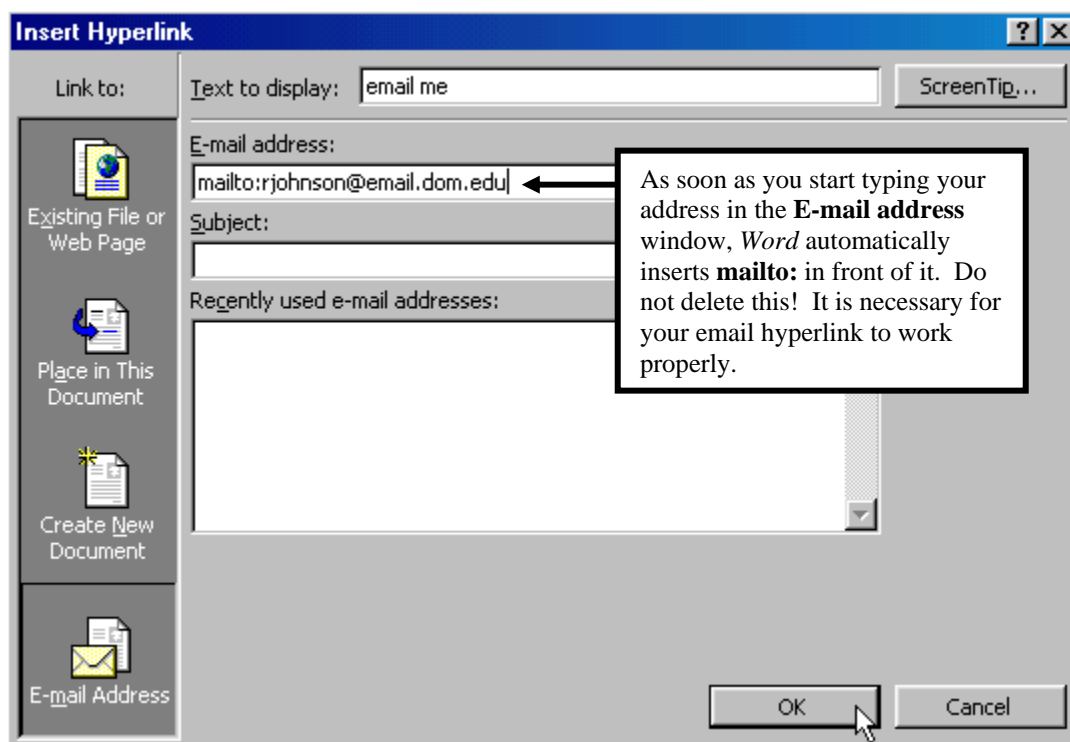 Insert Hyperlink
Link to:
Text to display: email me
ScreenTip...
E-mail address:
mailto:rjohnson@email.dom.edu
Subject:
Recently used e-mail addresses:
As soon as you start typing your
address in the E-mail address
window, Word automatically
inserts mailto: in front of it. Do
not delete this! It is necessary for
your email hyperlink to work
properly.
Existing File or
Web Page
Place in This
Document
Create New
Document
E-mail Address
OK
Cancel